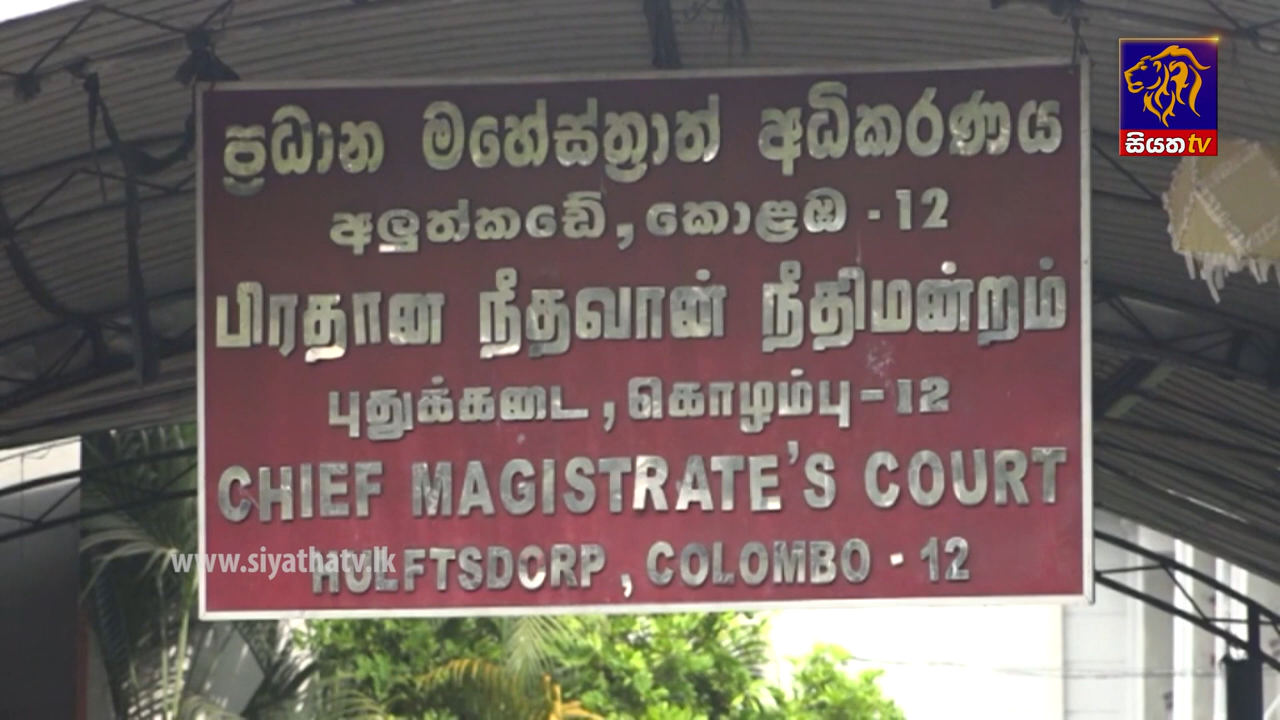 ප්‍රධාන මහේස්ත්‍රාත් අධිකරණය
අලුත්කඩේ, කොළඹ - 12
பிரதான நீதவான் நீதிமன்றம்
புதுக்கடை, கொழும்பு - 12
CHIEF MAGISTRATE'S COURT
HULFTSDORP, COLOMBO - 12
www.siyathatv.lk
සියත tv